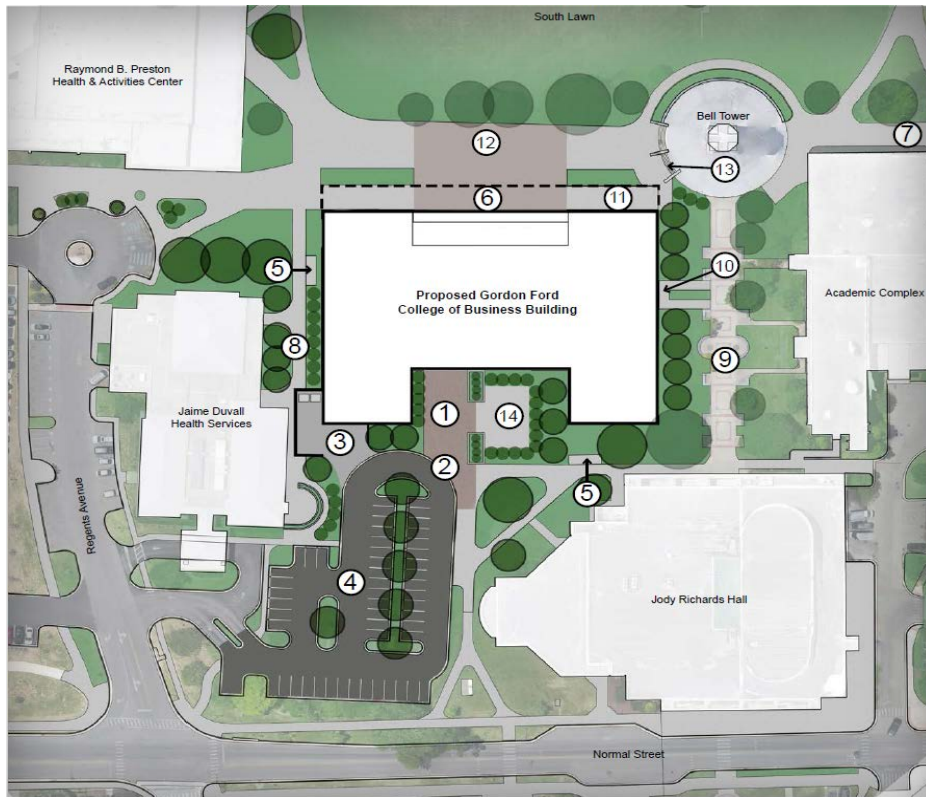 South Lawn
Raymond B. Preston
Health & Activities Center
Bell Tower
7
12
13
6
11
5
10
Proposed Gordon Ford
College of Business Building
Academic Complex
8
9
Jaime Duvall
Health Services
1
14
3
2
5
Regents Avenue
4
Jody Richards Hall
Normal Street